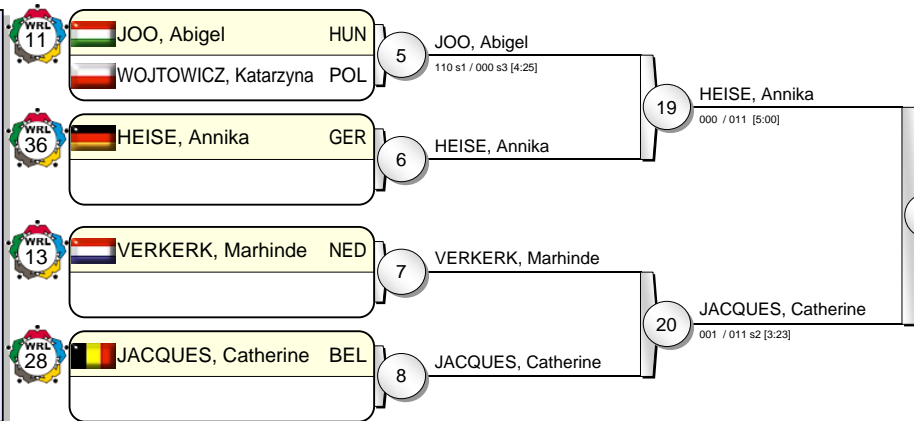 WRL
11
JOO, Abigel HUN
WOJTOWICZ, Katarzyna POL
5
JOO, Abigel
110 s1 / 000 s3 [4:25]
WRL
36
HEISE, Annika GER
6
HEISE, Annika
19
HEISE, Annika
000 / 011 [5:00]
WRL
13
VERKERK, Marhinde NED
7
VERKERK, Marhinde
WRL
28
JACQUES, Catherine BEL
8
JACQUES, Catherine
20
JACQUES, Catherine
001 / 011 s2 [3:23]